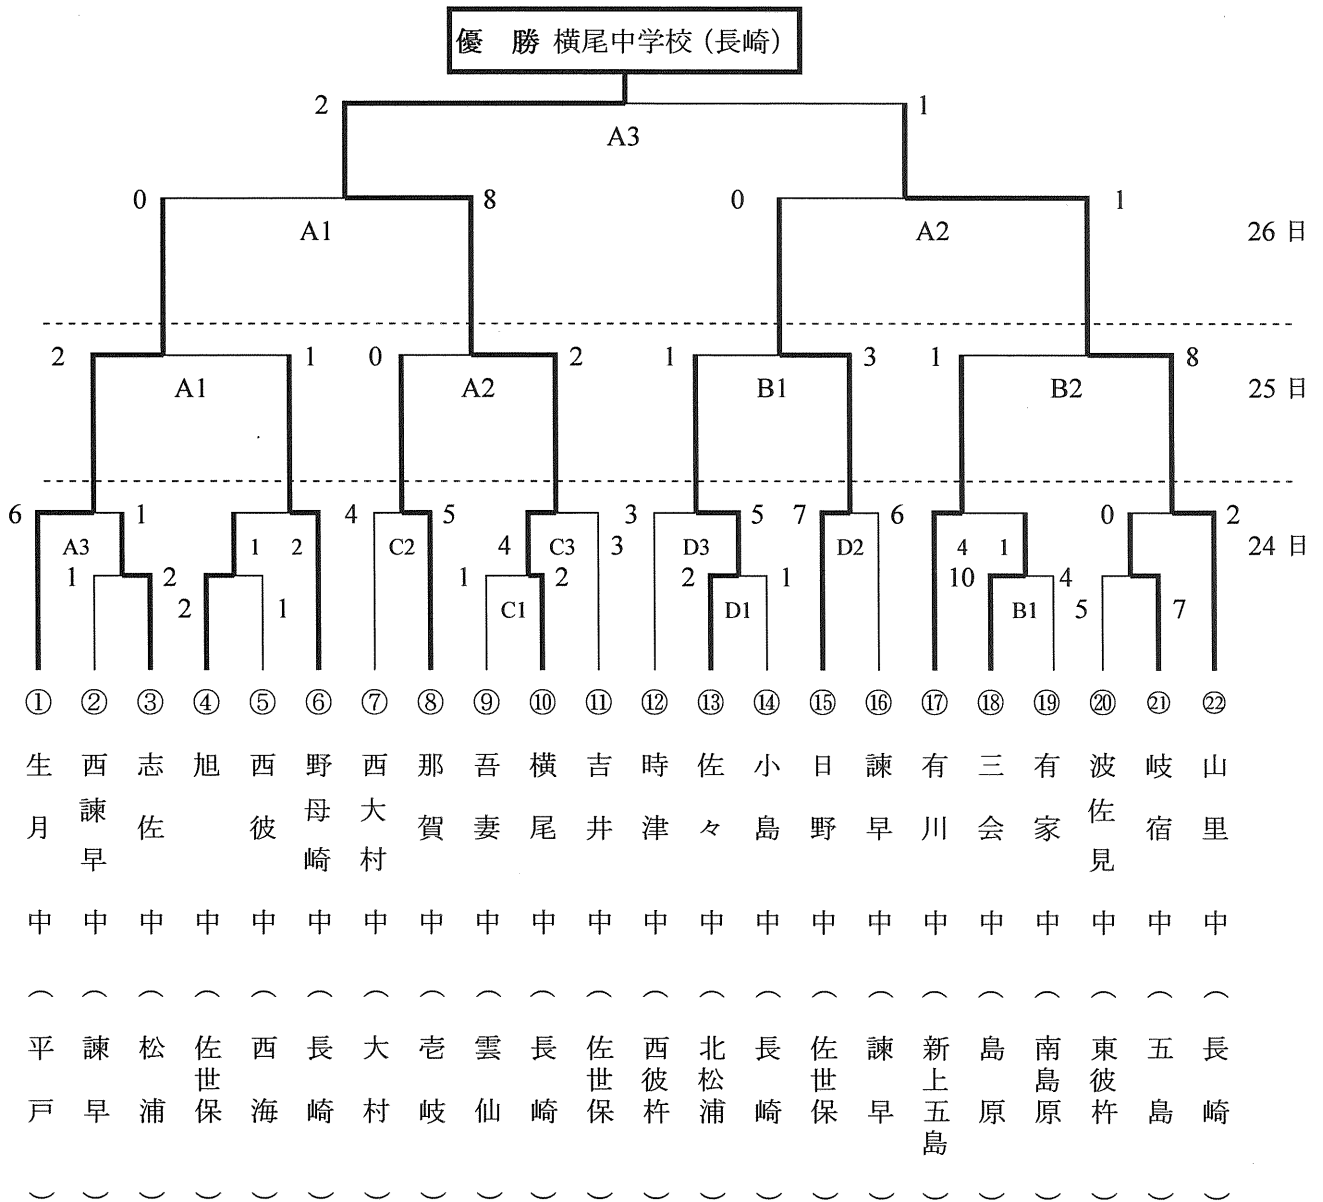 優 勝 横尾中学校（長崎）
2 1
A3
0 8 0 1
A1 A2 26 日
2 1 0 2 1 3 1 8
A1 A2 B1 B2 25 日
6 1 4 5 3 5 7 6 0 2
A3 1 2 C2 4 C3 3 D3 D2 4 1 24 日
1 2 1 2 2 1 10 4
2 1 C1 D1 B1 5 7
① ② ③ ④ ⑤ ⑥ ⑦ ⑧ ⑨ ⑩ ⑪ ⑫ ⑬ ⑭ ⑮ ⑯ ⑰ ⑱ ⑲ ⑳ ㉑ ㉒
生月中（平戸）
西諫早中（諫早）
志佐中（松浦）
旭中（佐世保）
西彼中（西海）
野母崎中（長崎）
西大村中（大村）
那賀中（壱岐）
吾妻中（雲仙）
横尾中（長崎）
吉井中（佐世保）
時津中（西彼杵）
佐々中（北松浦）
小島中（長崎）
日野中（佐世保）
諫早中（諫早）
有川中（新上五島）
三会中（島原）
有家中（南島原）
波佐見中（東彼杵）
岐宿中（五島）
山里中（長崎）